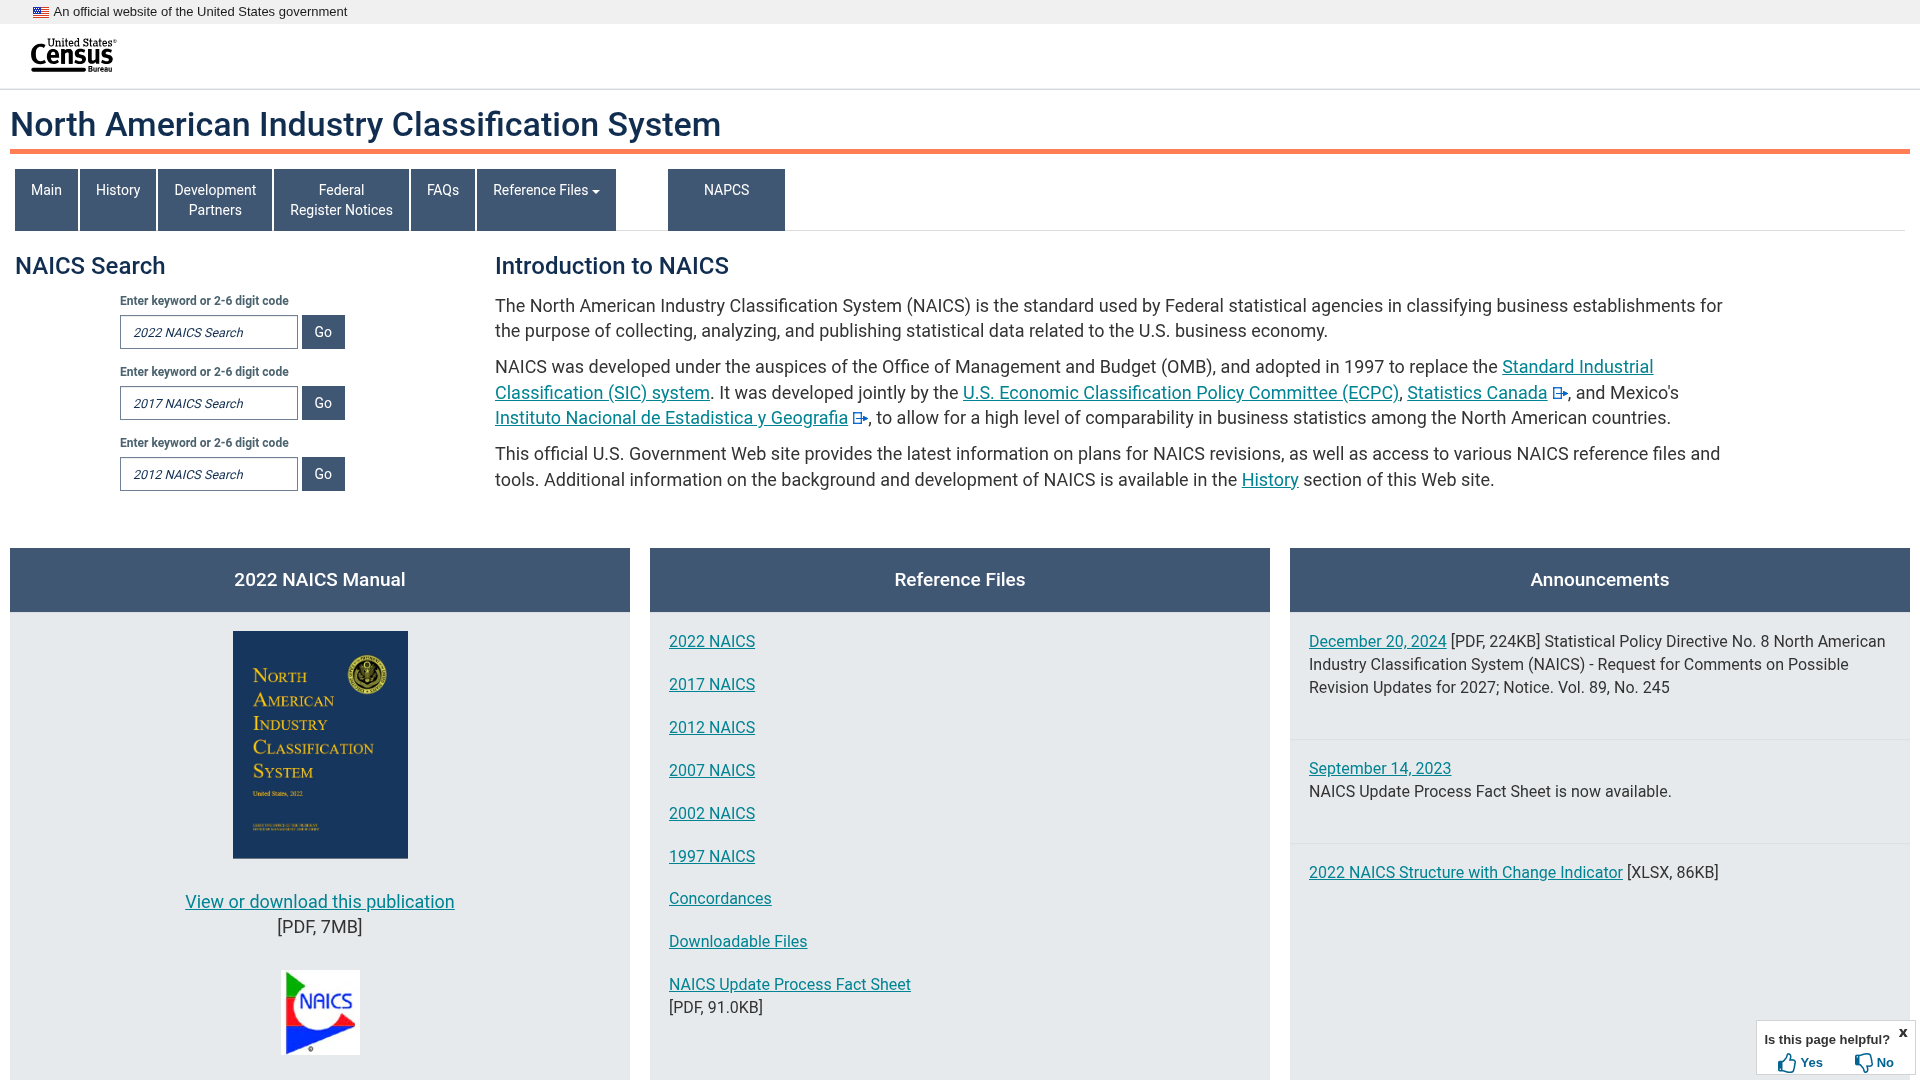 An official website of the United States government
United States®
Census
Bureau
North American Industry Classification System
Main
History
Development
Partners
Federal
Register Notices
FAQs
Reference Files
NAPCS
NAICS Search
Enter keyword or 2-6 digit code
2022 NAICS Search
Go
Enter keyword or 2-6 digit code
2017 NAICS Search
Go
Enter keyword or 2-6 digit code
2012 NAICS Search
Go
Introduction to NAICS
The North American Industry Classification System (NAICS) is the standard used by Federal statistical agencies in classifying business establishments for
the purpose of collecting, analyzing, and publishing statistical data related to the U.S. business economy.
NAICS was developed under the auspices of the Office of Management and Budget (OMB), and adopted in 1997 to replace the Standard Industrial
Classification (SIC) system. It was developed jointly by the U.S. Economic Classification Policy Committee (ECPC), Statistics Canada, and Mexico's
Instituto Nacional de Estadistica y Geografia, to allow for a high level of comparability in business statistics among the North American countries.
This official U.S. Government Web site provides the latest information on plans for NAICS revisions, as well as access to various NAICS reference files and
tools. Additional information on the background and development of NAICS is available in the History section of this Web site.
2022 NAICS Manual
NORTH
AMERICAN
INDUSTRY
CLASSIFICATION
SYSTEM
United States, 2022
View or download this publication
[PDF, 7MB]
NAICS
©
Reference Files
2022 NAICS
2017 NAICS
2012 NAICS
2007 NAICS
2002 NAICS
1997 NAICS
Concordances
Downloadable Files
NAICS Update Process Fact Sheet
[PDF, 91.0KB]
Announcements
December 20, 2024 [PDF, 224KB] Statistical Policy Directive No. 8 North American
Industry Classification System (NAICS) - Request for Comments on Possible
Revision Updates for 2027; Notice. Vol. 89, No. 245
September 14, 2023
NAICS Update Process Fact Sheet is now available.
2022 NAICS Structure with Change Indicator [XLSX, 86KB]
Is this page helpful?
X
Yes
No